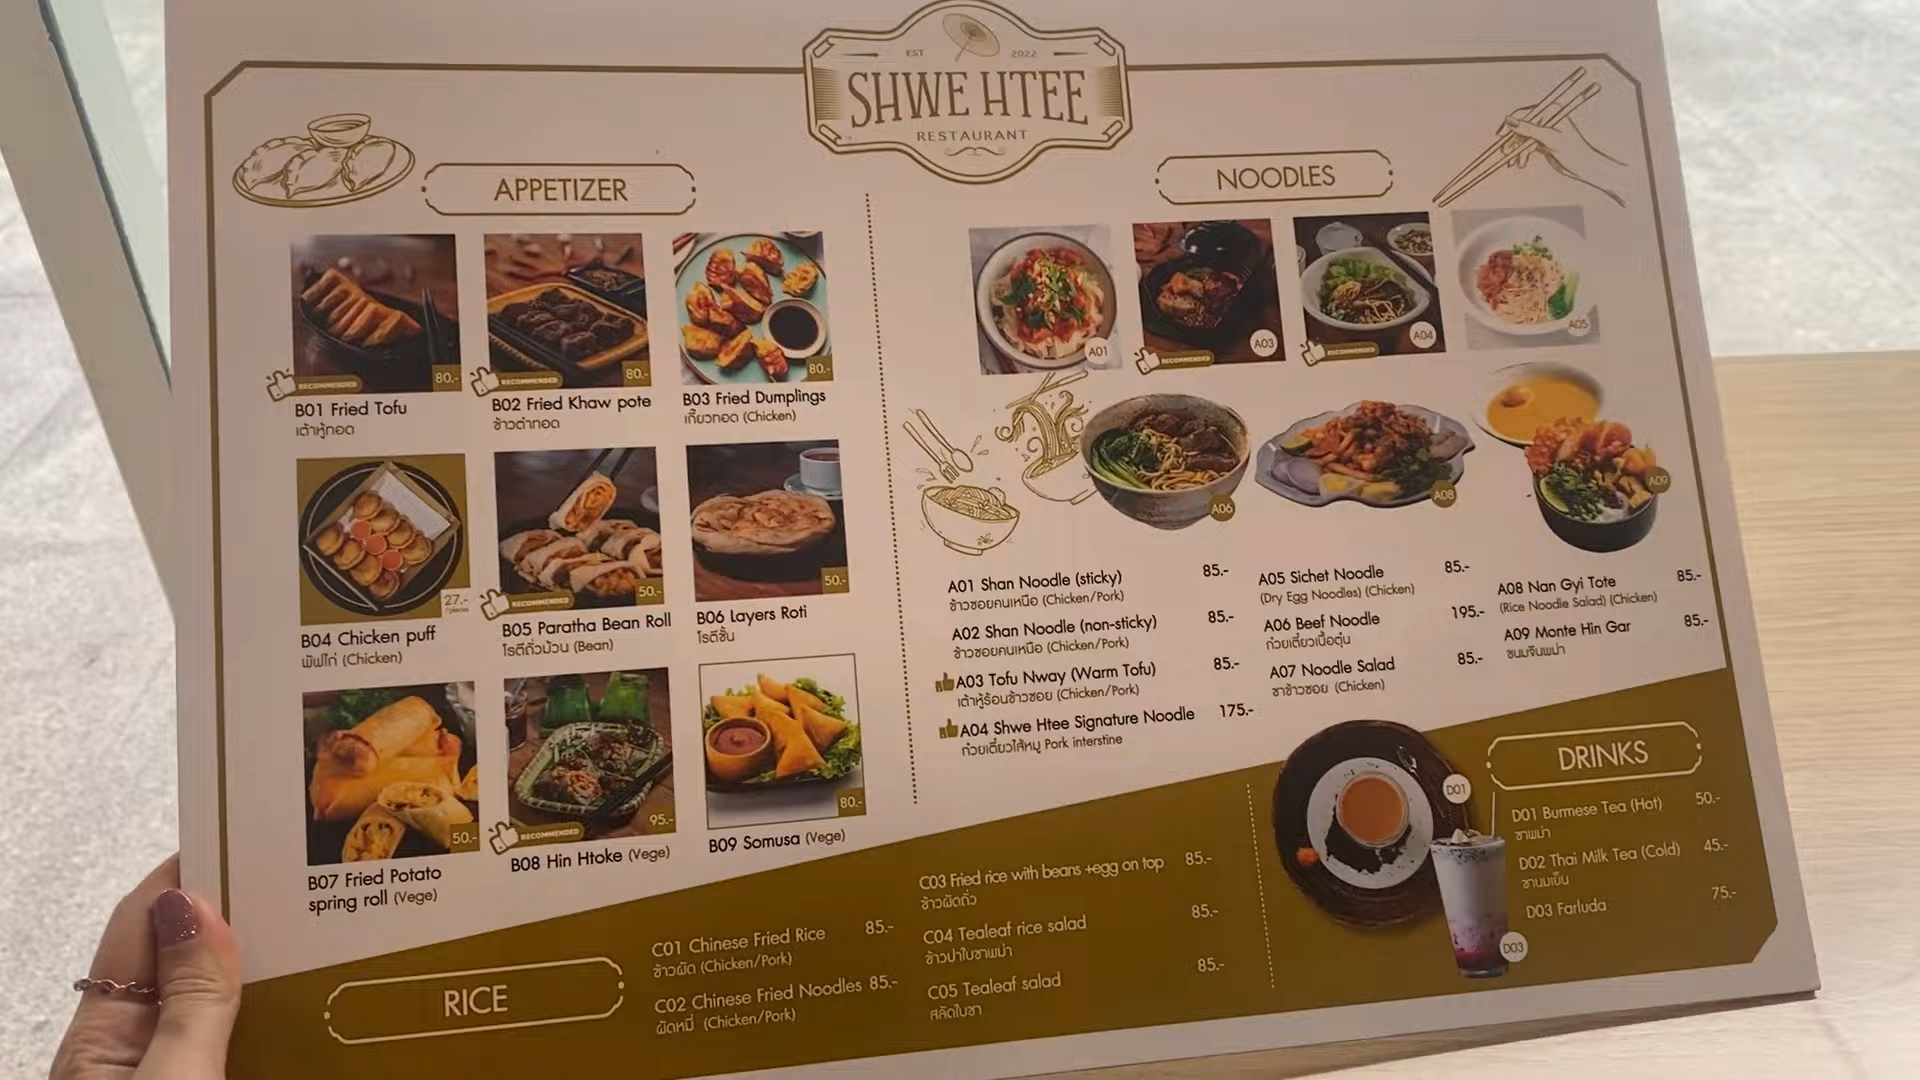 EST 2022
SHWE HTEE
RESTAURANT
APPETIZER
RECOMMENDED
80.-
B01 Fried Tofu
เต้าหู้ทอด
RECOMMENDED
80.-
B02 Fried Khaw pote
ข้าวตำทอด
80.-
B03 Fried Dumplings
เกี๊ยวทอด (Chicken)
27.-
B04 Chicken puff
พัฟไก่ (Chicken)
RECOMMENDED
50.-
B05 Paratha Bean Roll
โรตีถั่วม้วน (Bean)
50.-
B06 Layers Roti
โรตีชั้น
50.-
B07 Fried Potato
spring roll (Vege)
RECOMMENDED
95.-
B08 Hin Htoke (Vege)
80.-
B09 Somusa (Vege)
NOODLES
A01
RECOMMENDED
A03
RECOMMENDED
A04
A05
A06
A08
A09
A01 Shan Noodle (sticky) 85.-
ข้าวซอยคนเหนือ (Chicken/Pork)
A02 Shan Noodle (non-sticky) 85.-
ข้าวซอยคนเหนือ (Chicken/Pork)
A03 Tofu Nway (Warm Tofu) 85.-
เต้าหู้ร้อนข้าวซอย (Chicken/Pork)
A04 Shwe Htee Signature Noodle 175.-
ก๋วยเตี๋ยวไส้หมู Pork interstine
A05 Sichet Noodle 85.-
(Dry Egg Noodles) (Chicken)
A06 Beef Noodle 195.-
ก๋วยเตี๋ยวเนื้อตุ๋น
A07 Noodle Salad 85.-
ซาข้าวซอย (Chicken)
A08 Nan Gyi Tote 85.-
(Rice Noodle Salad) (Chicken)
A09 Monte Hin Gar 85.-
ขนมจีนพม่า
RICE
C01 Chinese Fried Rice 85.-
ข้าวผัด (Chicken/Pork)
C02 Chinese Fried Noodles 85.-
ผัดหมี่ (Chicken/Pork)
C03 Fried rice with beans +egg on top 85.-
ข้าวผัดถั่ว
C04 Tealeaf rice salad 85.-
ข้าวยำใบชาพม่า
C05 Tealeaf salad 85.-
สลัดใบชา
DRINKS
D01
D03
D01 Burmese Tea (Hot) 50.-
ชาพม่า
D02 Thai Milk Tea (Cold) 45.-
ชานมเย็น
D03 Farluda 75.-